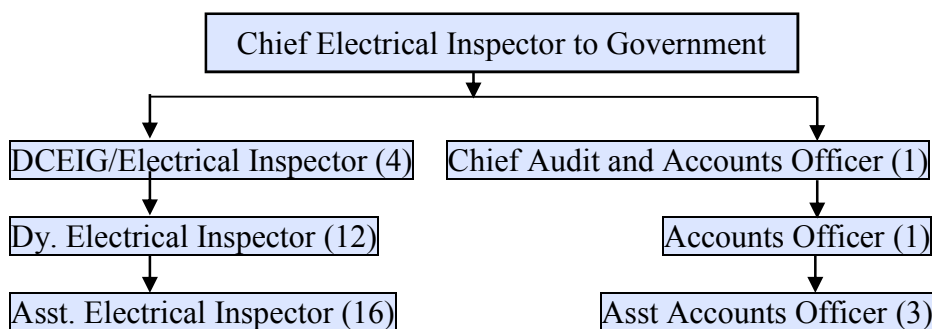 Chief Electrical Inspector to Government
DCEIG/Electrical Inspector (4)
Chief Audit and Accounts Officer (1)
Dy. Electrical Inspector (12)
Accounts Officer (1)
Asst. Electrical Inspector (16)
Asst Accounts Officer (3)